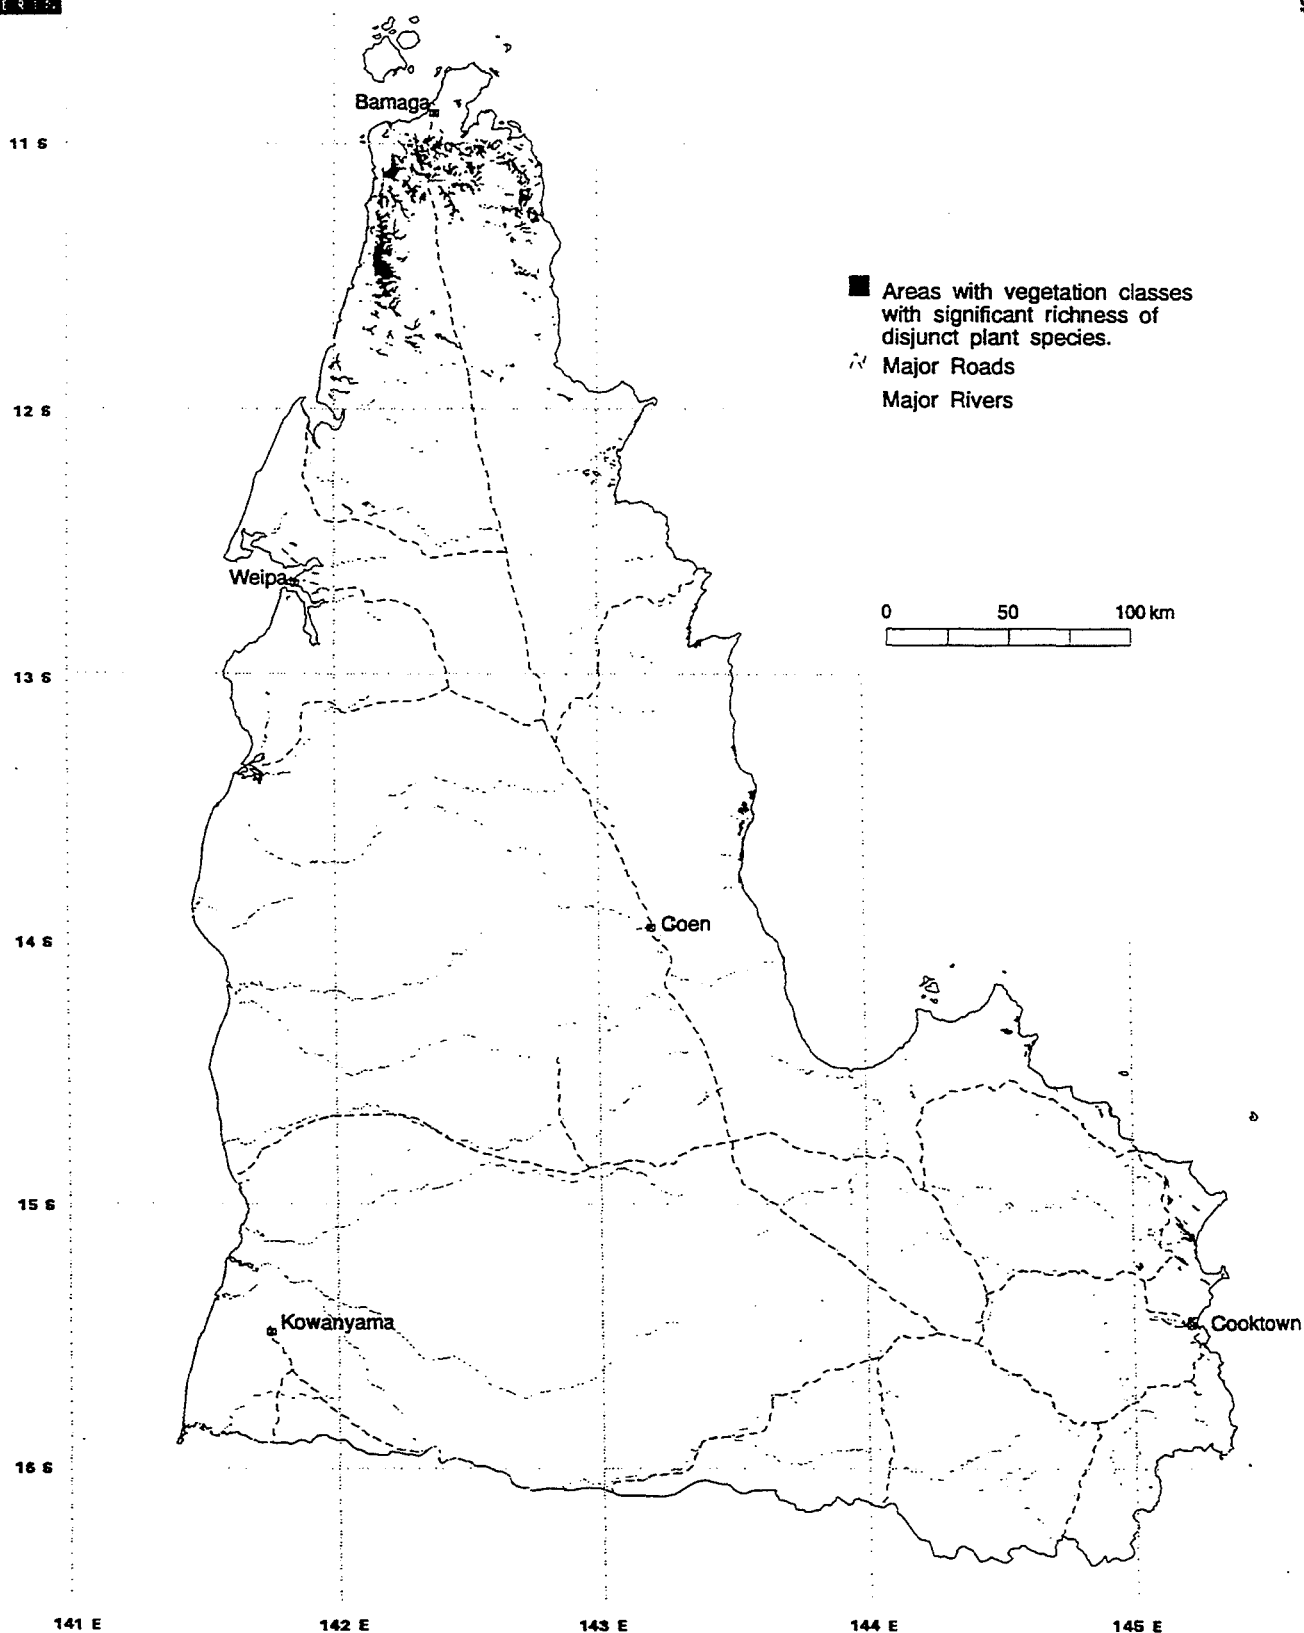 Bamaga
11 S
Areas with vegetation classes
with significant richness of
disjunct plant species.
Major Roads
Major Rivers
12 S
Weipa
0 50 100 km
13 S
Coen
14 S
15 S
Kowanyama
Cooktown
16 S
141 E 142 E 143 E 144 E 145 E